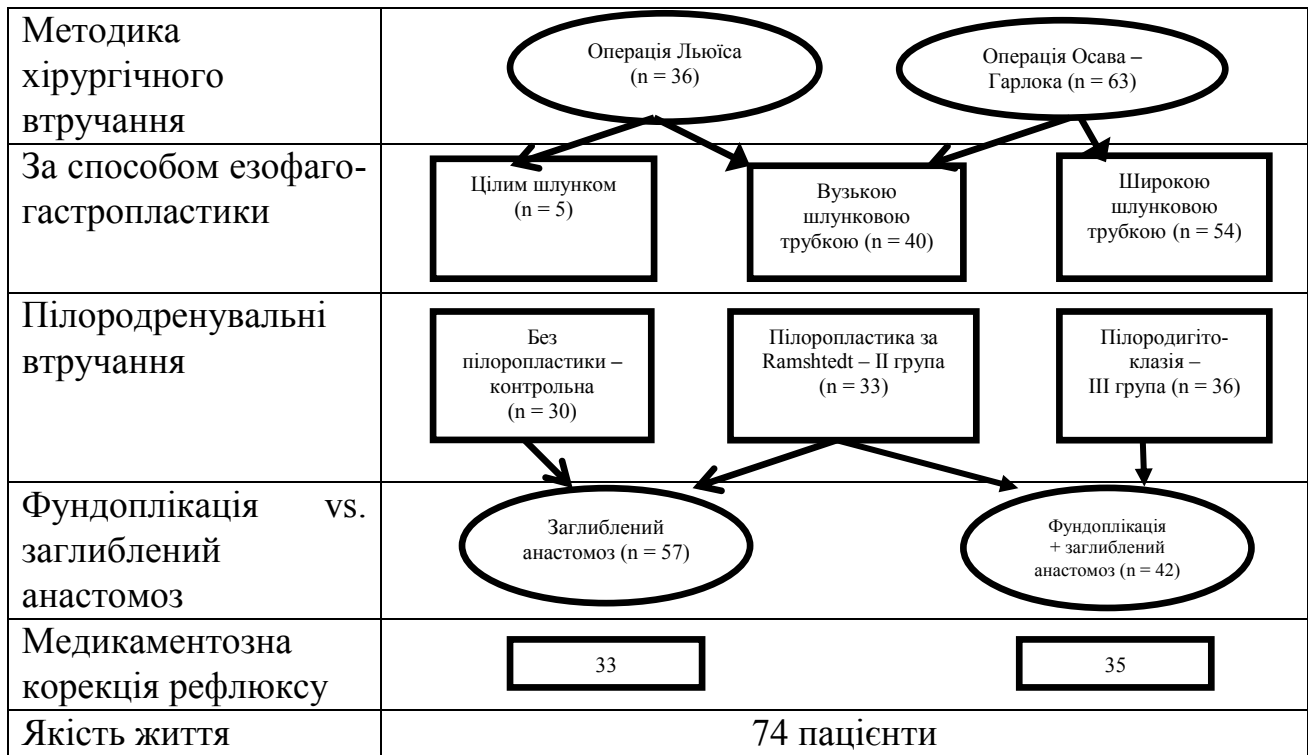 Методика
хірургічного
втручання
Операція Льюїса
(n = 36)
Операція Осава –
Гарлока (n = 63)
За способом езофаго-
гастропластики
Цілим шлунком
(n = 5)
Вузькою
шлунковою
трубкою (n = 40)
Широкою
шлунковою
трубкою (n = 54)
Пілородренувальні
втручання
Без
пілоропластики –
контрольна
(n = 30)
Пілоропластика за
Ramshtedt – ІІ група
(n = 33)
Пілородигіто-
клазія –
ІІІ група (n = 36)
Фундоплікація vs.
заглиблений
анастомоз
Заглиблений
анастомоз (n = 57)
Фундоплікація
+ заглиблений
анастомоз (n = 42)
Медикаментозна
корекція рефлюксу
33
35
Якість життя
74 пацієнти